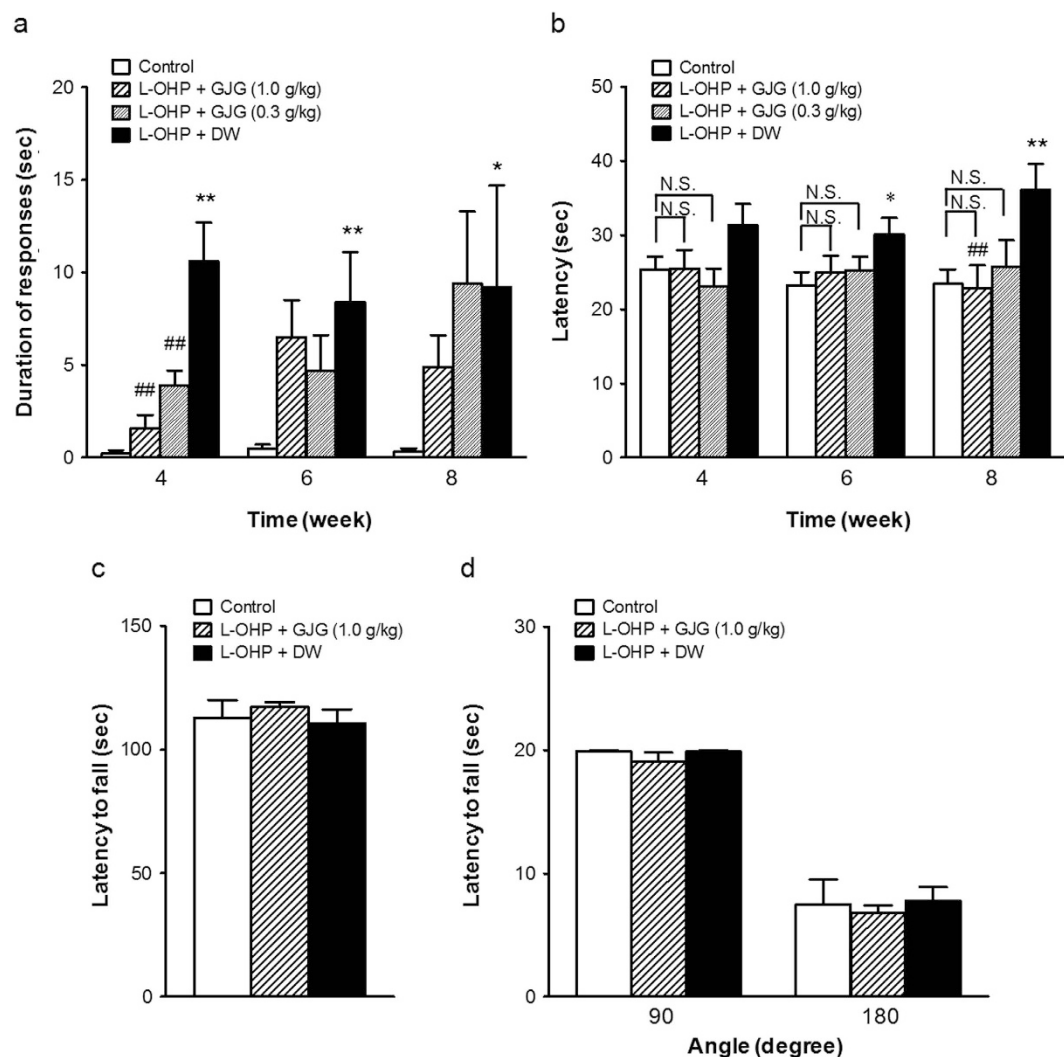 a
Control
L-OHP + GJG (1.0 g/kg)
L-OHP + GJG (0.3 g/kg)
L-OHP + DW
Duration of responses (sec)
20
15
10
5
0
##
##
**
**
*
4
6
8
Time (week)
b
Control
L-OHP + GJG (1.0 g/kg)
L-OHP + GJG (0.3 g/kg)
L-OHP + DW
Latency (sec)
50
40
30
20
10
0
N.S.
N.S.
N.S.
N.S.
*
N.S.
N.S.
##
**
4
6
8
Time (week)
c
Control
L-OHP + GJG (1.0 g/kg)
L-OHP + DW
Latency to fall (sec)
150
100
50
0
d
Control
L-OHP + GJG (1.0 g/kg)
L-OHP + DW
Latency to fall (sec)
30
20
10
0
90
180
Angle (degree)